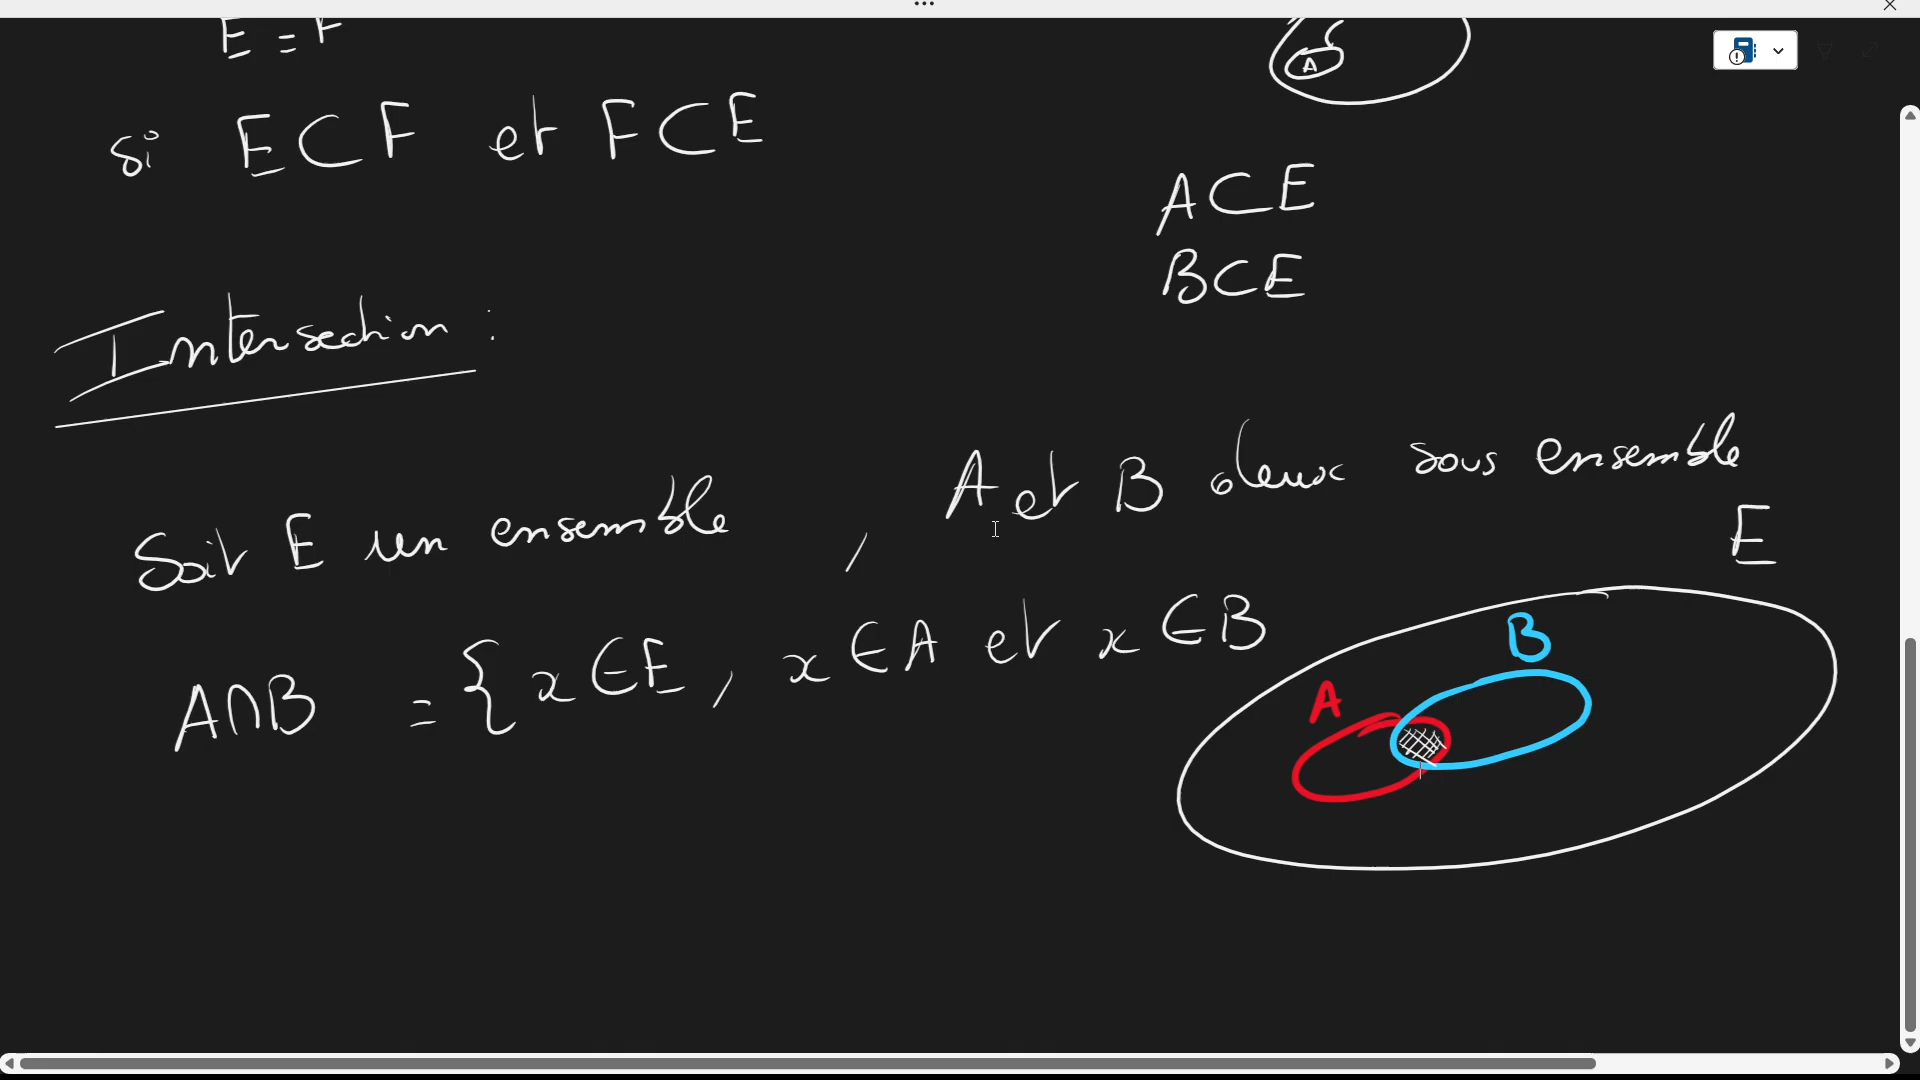 E = F
A
si E⊂F et F⊂E
A⊂E
B⊂E
Intersection :
Soit E un ensemble , A et B deux sous ensemble
E
A∩B = { x∈E , x∈A et x∈B
B
A